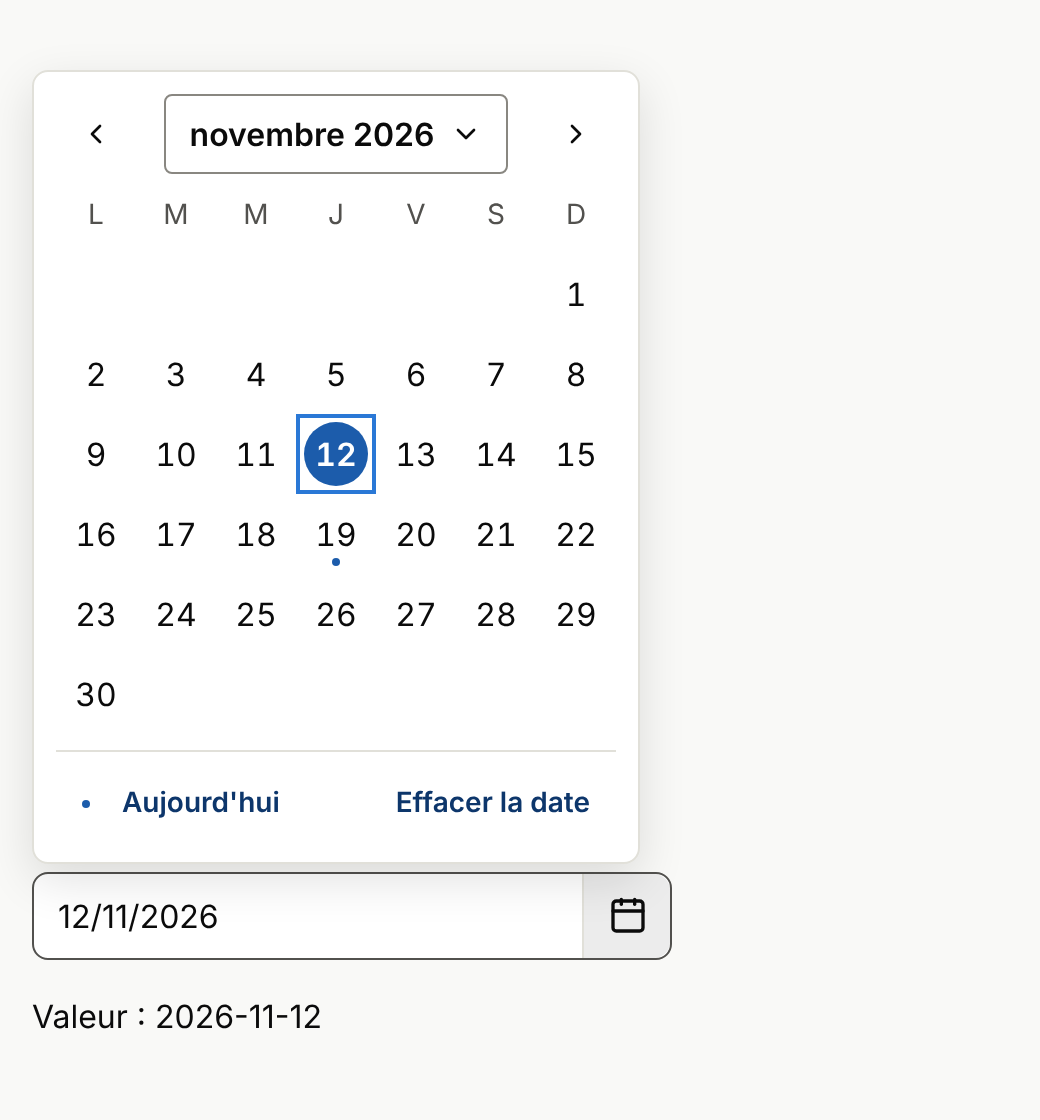 novembre 2026
L M M J V S D
1
2 3 4 5 6 7 8
9 10 11 12 13 14 15
16 17 18 19 20 21 22
23 24 25 26 27 28 29
30
Aujourd'hui Effacer la date
12/11/2026
Valeur : 2026-11-12